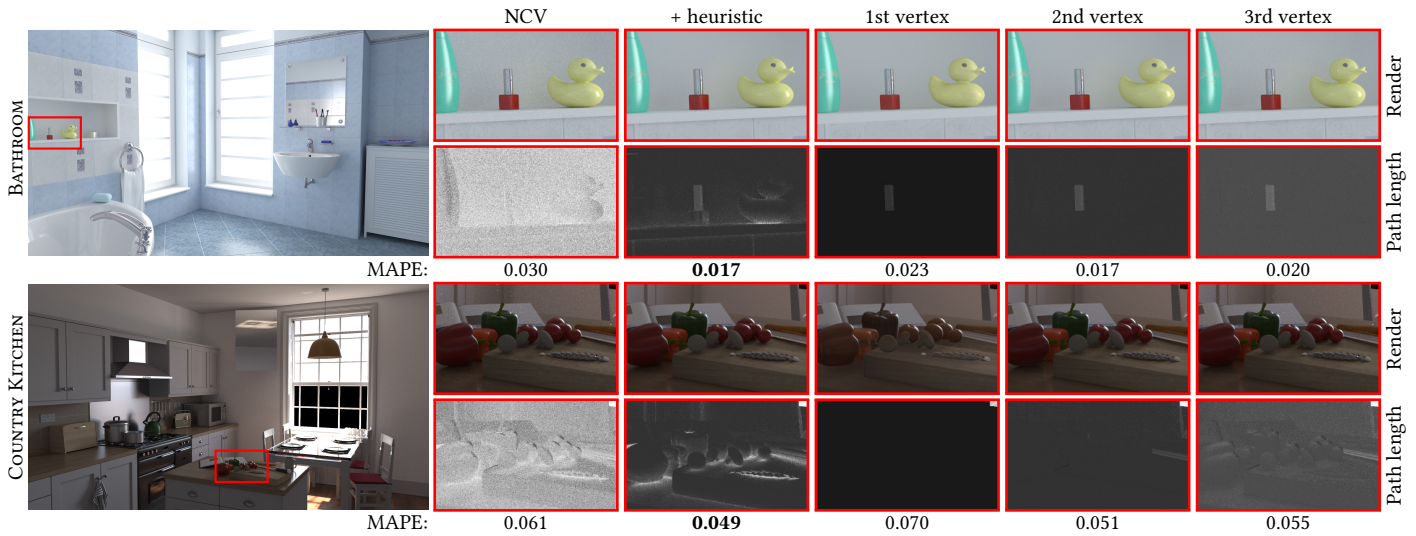 NCV + heuristic 1st vertex 2nd vertex 3rd vertex
BATHROOM
Render
Path length
MAPE: 0.030 0.017 0.023 0.017 0.020
COUNTRY KITCHEN
Render
Path length
MAPE: 0.061 0.049 0.070 0.051 0.055